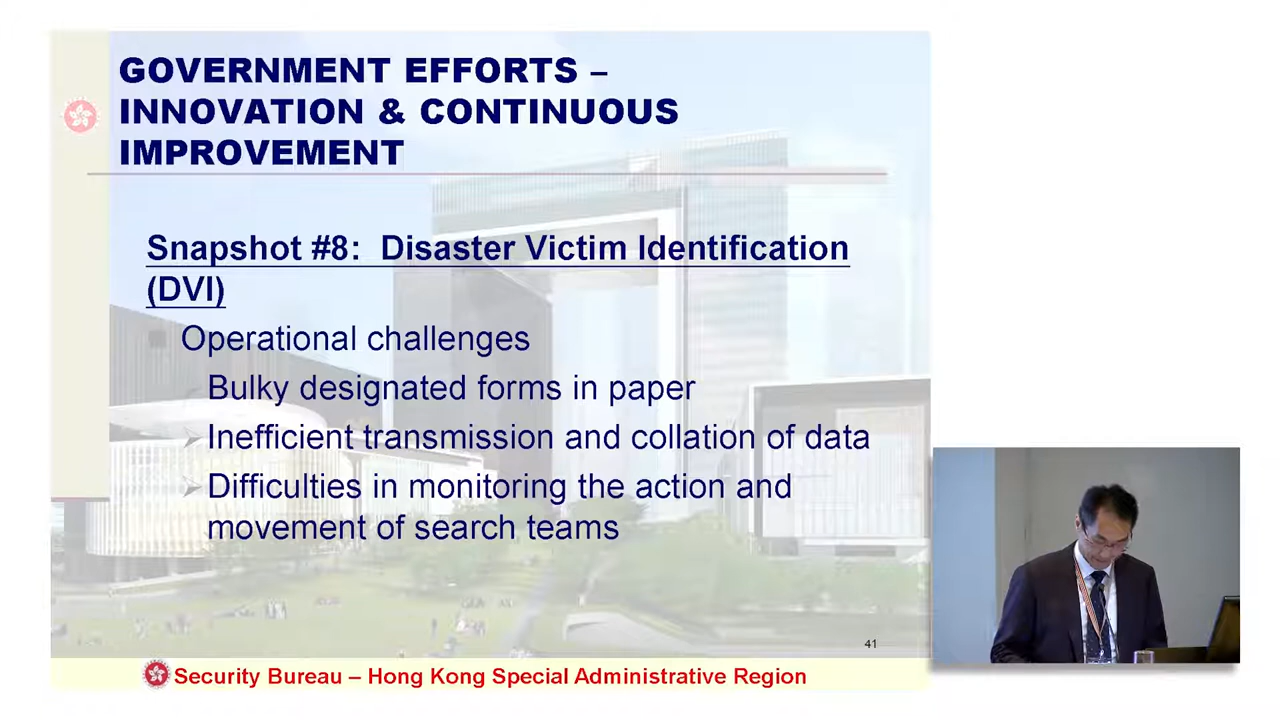 GOVERNMENT EFFORTS –
INNOVATION & CONTINUOUS
IMPROVEMENT
Snapshot #8: Disaster Victim Identification
(DVI)
Operational challenges
Bulky designated forms in paper
Inefficient transmission and collation of data
Difficulties in monitoring the action and
movement of search teams
41
Security Bureau – Hong Kong Special Administrative Region